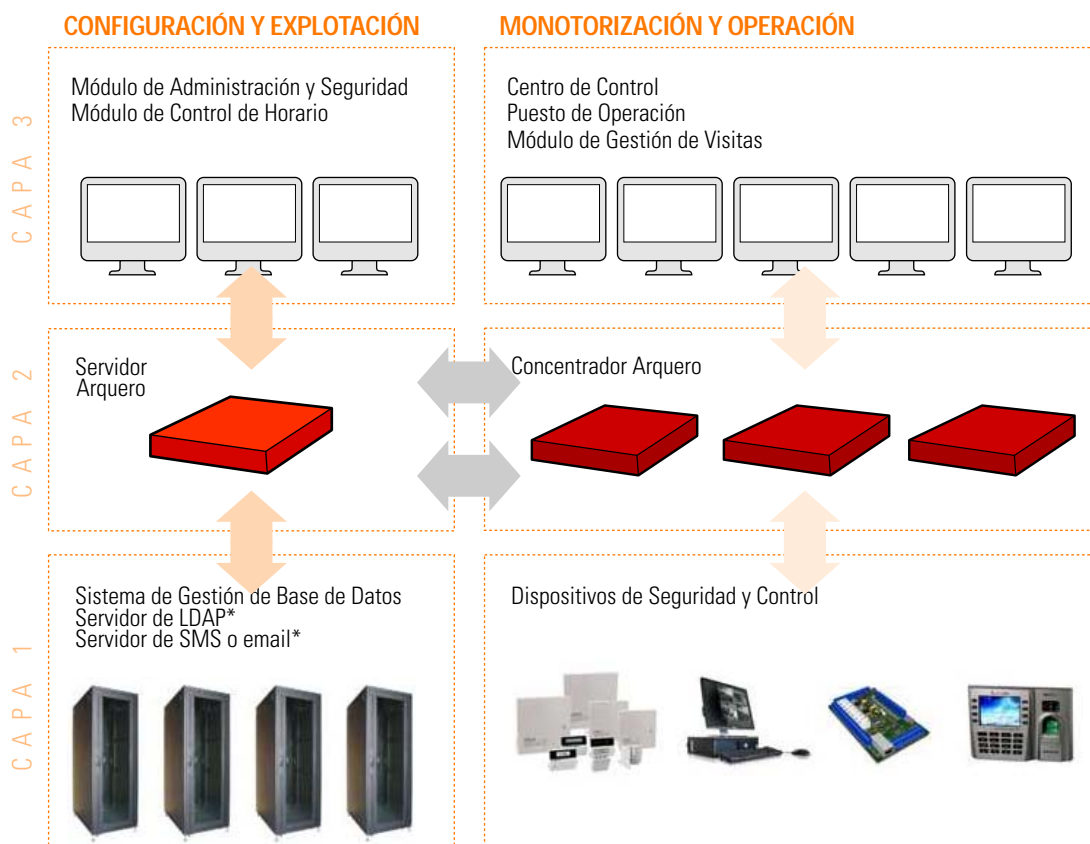 CONFIGURACIÓN Y EXPLOTACIÓN
MONOTORIZACIÓN Y OPERACIÓN
CAPA 3
Módulo de Administración y Seguridad
Módulo de Control de Horario
Centro de Control
Puesto de Operación
Módulo de Gestión de Visitas
CAPA 2
Servidor
Arquero
Concentrador Arquero
CAPA 1
Sistema de Gestión de Base de Datos
Servidor de LDAP*
Servidor de SMS o email*
Dispositivos de Seguridad y Control